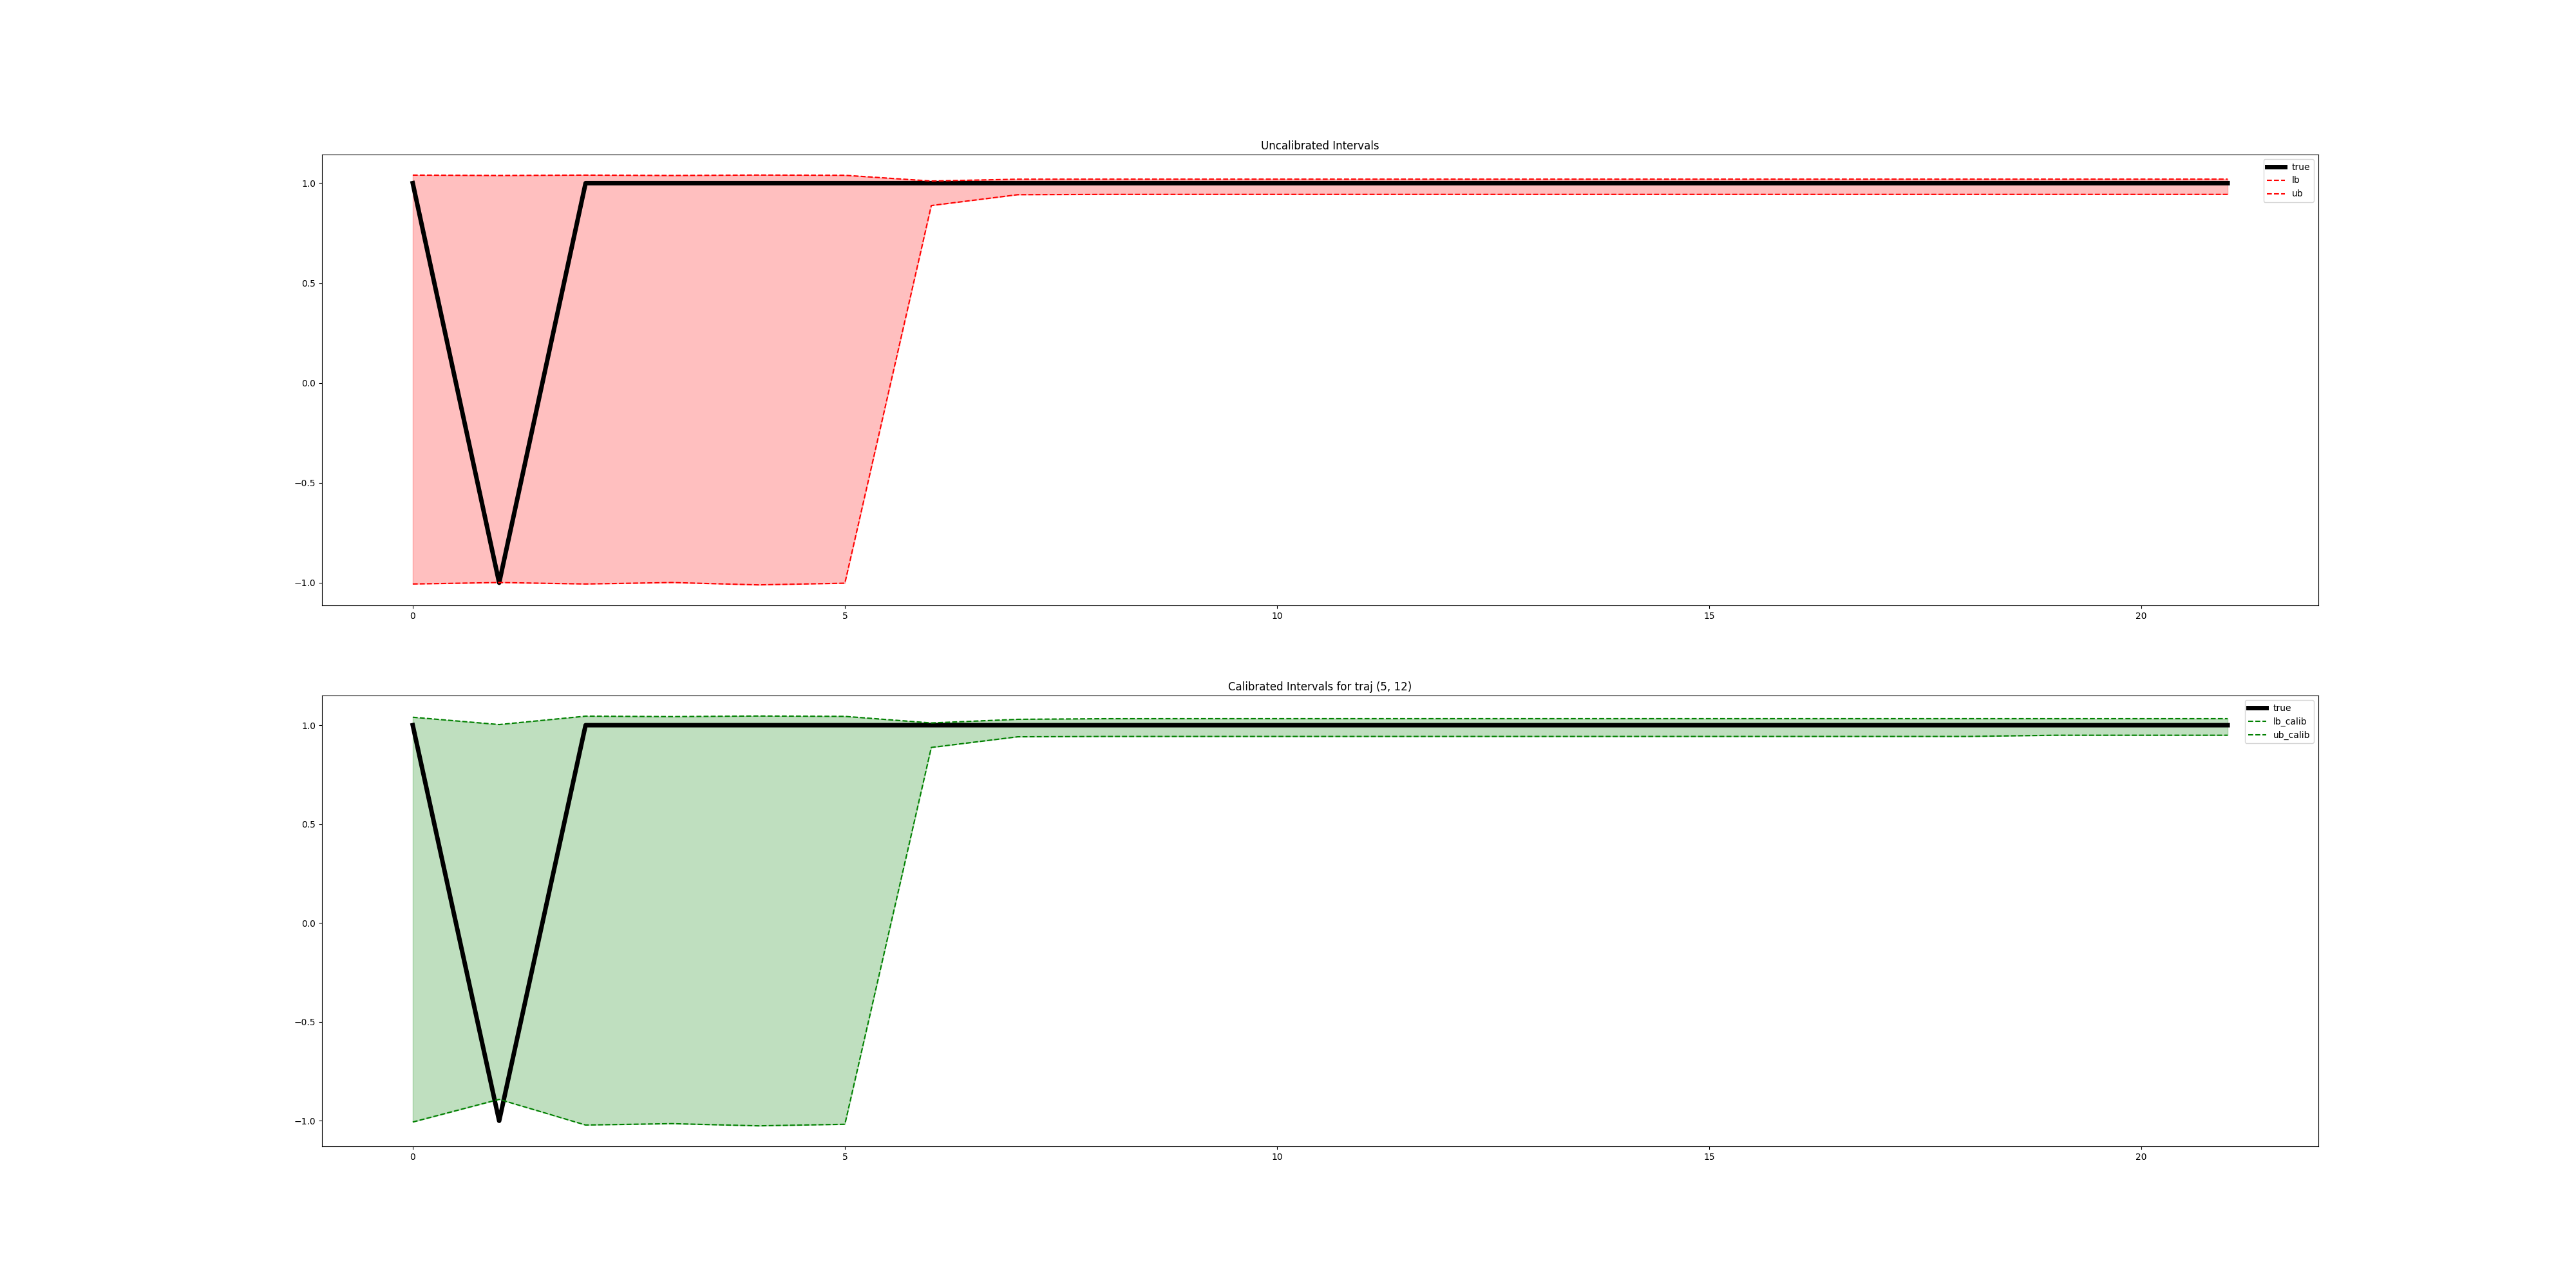 Uncalibrated Intervals
true
lb
ub
1.0
0.5
0.0
−0.5
−1.0
0 5 10 15 20
Calibrated Intervals for traj (5, 12)
true
lb_calib
ub_calib
1.0
0.5
0.0
−0.5
−1.0
0 5 10 15 20